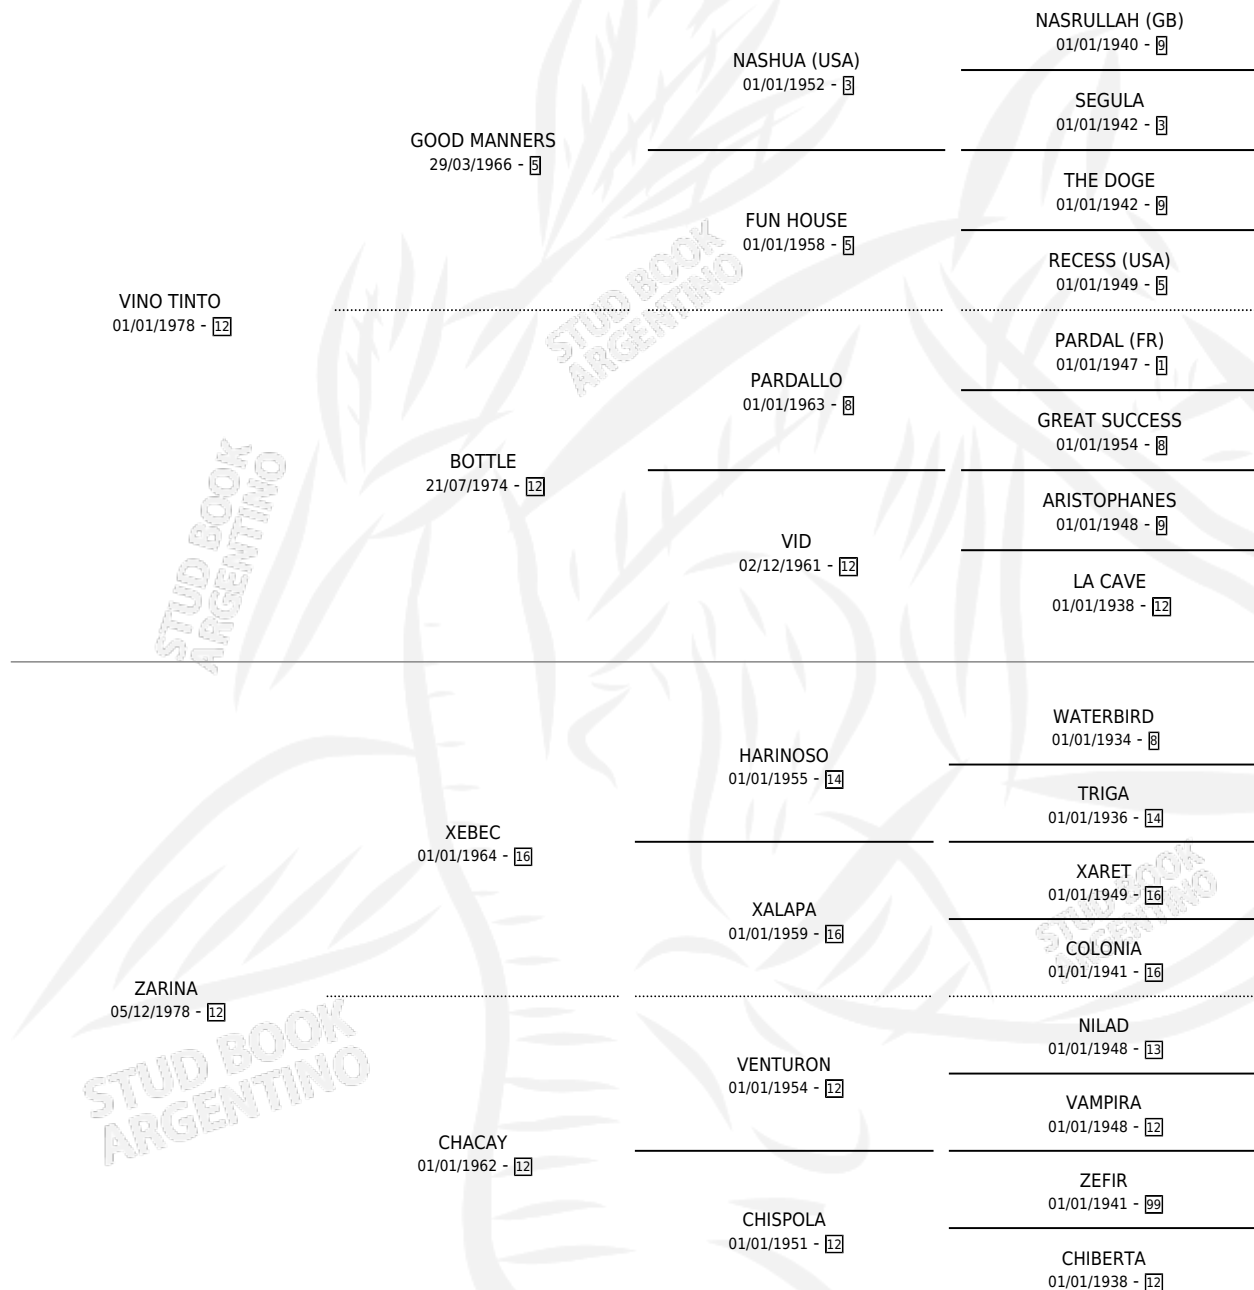 NASRULLAH (GB)
01/01/1940 - 9
NASHUA (USA)
01/01/1952 - 3
SEGULA
01/01/1942 - 3
GOOD MANNERS
29/03/1966 - 5
THE DOGE
01/01/1942 - 9
FUN HOUSE
01/01/1958 - 5
RECESS (USA)
01/01/1949 - 5
VINO TINTO
01/01/1978 - 12
PARDAL (FR)
01/01/1947 - 1
PARDALLO
01/01/1963 - 8
GREAT SUCCESS
01/01/1954 - 8
BOTTLE
21/07/1974 - 12
ARISTOPHANES
01/01/1948 - 9
VID
02/12/1961 - 12
LA CAVE
01/01/1938 - 12
WATERBIRD
01/01/1934 - 8
HARINOSO
01/01/1955 - 14
TRIGA
01/01/1936 - 14
XEBEC
01/01/1964 - 16
XARET
01/01/1949 - 16
XALAPA
01/01/1959 - 16
COLONIA
01/01/1941 - 16
ZARINA
05/12/1978 - 12
NILAD
01/01/1948 - 13
VENTURON
01/01/1954 - 12
VAMPIRA
01/01/1948 - 12
CHACAY
01/01/1962 - 12
ZEFIR
01/01/1941 - 99
CHISPOLA
01/01/1951 - 12
CHIBERTA
01/01/1938 - 12
STUD BOOK
ARGENTINO
STUD BOOK
ARGENTINO
STUD BOOK
ARGENTINO
STUD BOOK
ARGENTINO